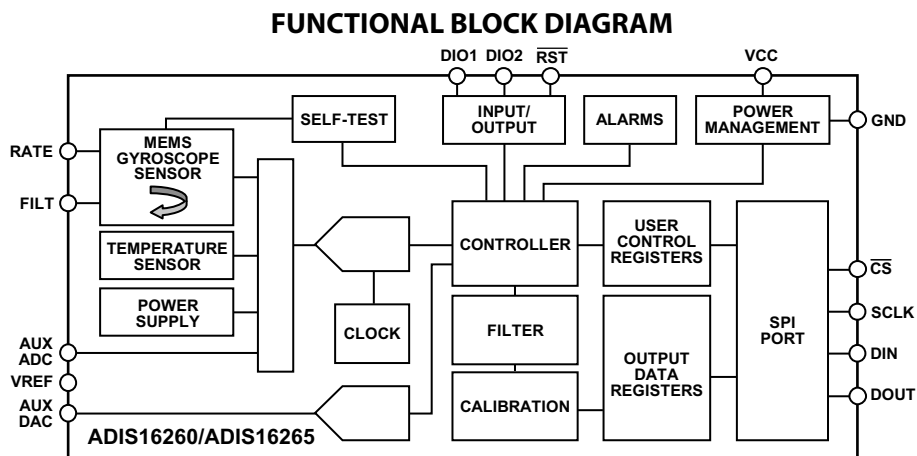 FUNCTIONAL BLOCK DIAGRAM
DIO1 DIO2 RST VCC
SELF-TEST
INPUT/
OUTPUT
ALARMS
POWER
MANAGEMENT
GND
RATE
MEMS
GYROSCOPE
SENSOR
FILT
TEMPERATURE
SENSOR
POWER
SUPPLY
CLOCK
CONTROLLER
USER
CONTROL
REGISTERS
FILTER
OUTPUT
DATA
REGISTERS
CALIBRATION
SPI
PORT
CS
SCLK
DIN
DOUT
AUX
ADC
VREF
AUX
DAC
ADIS16260/ADIS16265